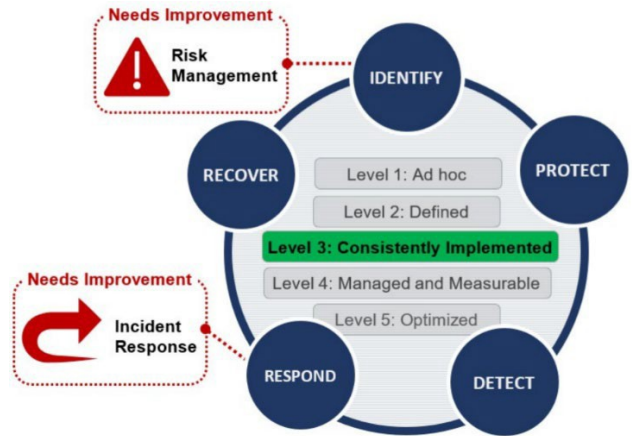 Needs Improvement
Risk
Management
IDENTIFY
RECOVER
PROTECT
Level 1: Ad hoc
Level 2: Defined
Level 3: Consistently Implemented
Level 4: Managed and Measurable
Level 5: Optimized
Needs Improvement
Incident
Response
RESPOND
DETECT